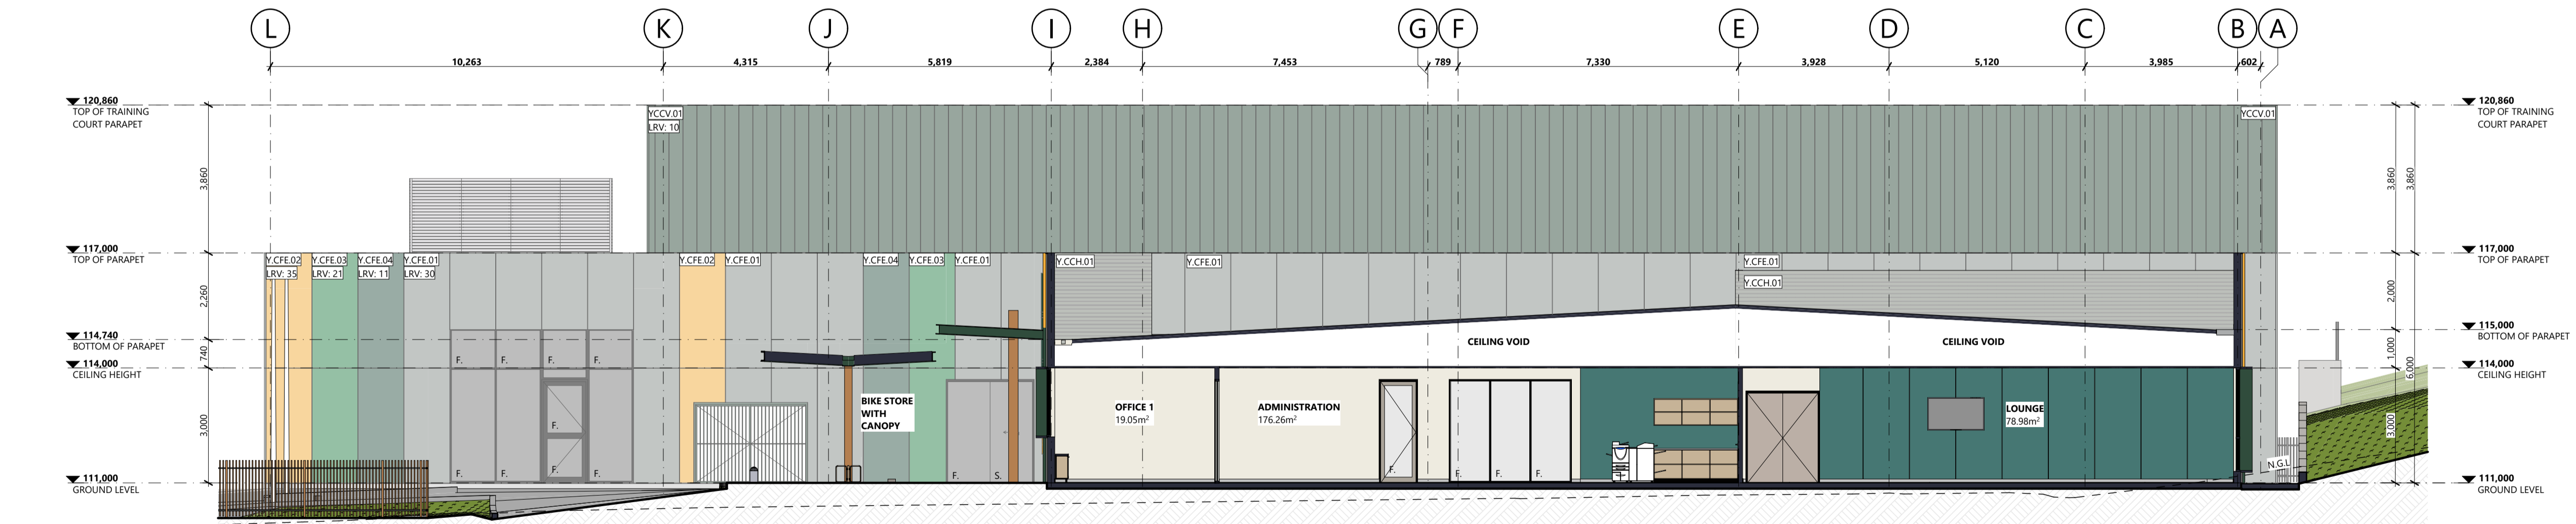 L K J I H G F E D C B A
10,263 4,315 5,819 2,384 7,453 789 7,330 3,928 5,120 3,985 602
120,860
TOP OF TRAINING
COURT PARAPET
YCCV.01
LRV: 10
YCCV.01
120,860
TOP OF TRAINING
COURT PARAPET
3,860
3,860
3,860
117,000
TOP OF PARAPET
117,000
TOP OF PARAPET
Y.CFE.02
LRV: 35
Y.CFE.03
LRV: 21
Y.CFE.04
LRV: 11
Y.CFE.01
LRV: 30
Y.CFE.02
Y.CFE.01
Y.CFE.04
Y.CFE.03
Y.CFE.01
Y.CCH.01
Y.CFE.01
Y.CFE.01
Y.CCH.01
2,260
2,000
114,740
BOTTOM OF PARAPET
115,000
BOTTOM OF PARAPET
CEILING VOID
CEILING VOID
740
1,000
6,000
114,000
CEILING HEIGHT
114,000
CEILING HEIGHT
F. F. F. F.
BIKE STORE
WITH
CANOPY
OFFICE 1
19.05m²
ADMINISTRATION
176.26m²
LOUNGE
78.98m²
3,000
3,000
F.
F. F. F. F.
F. S.
F.
F. F. F.
N.G.L
111,000
GROUND LEVEL
111,000
GROUND LEVEL